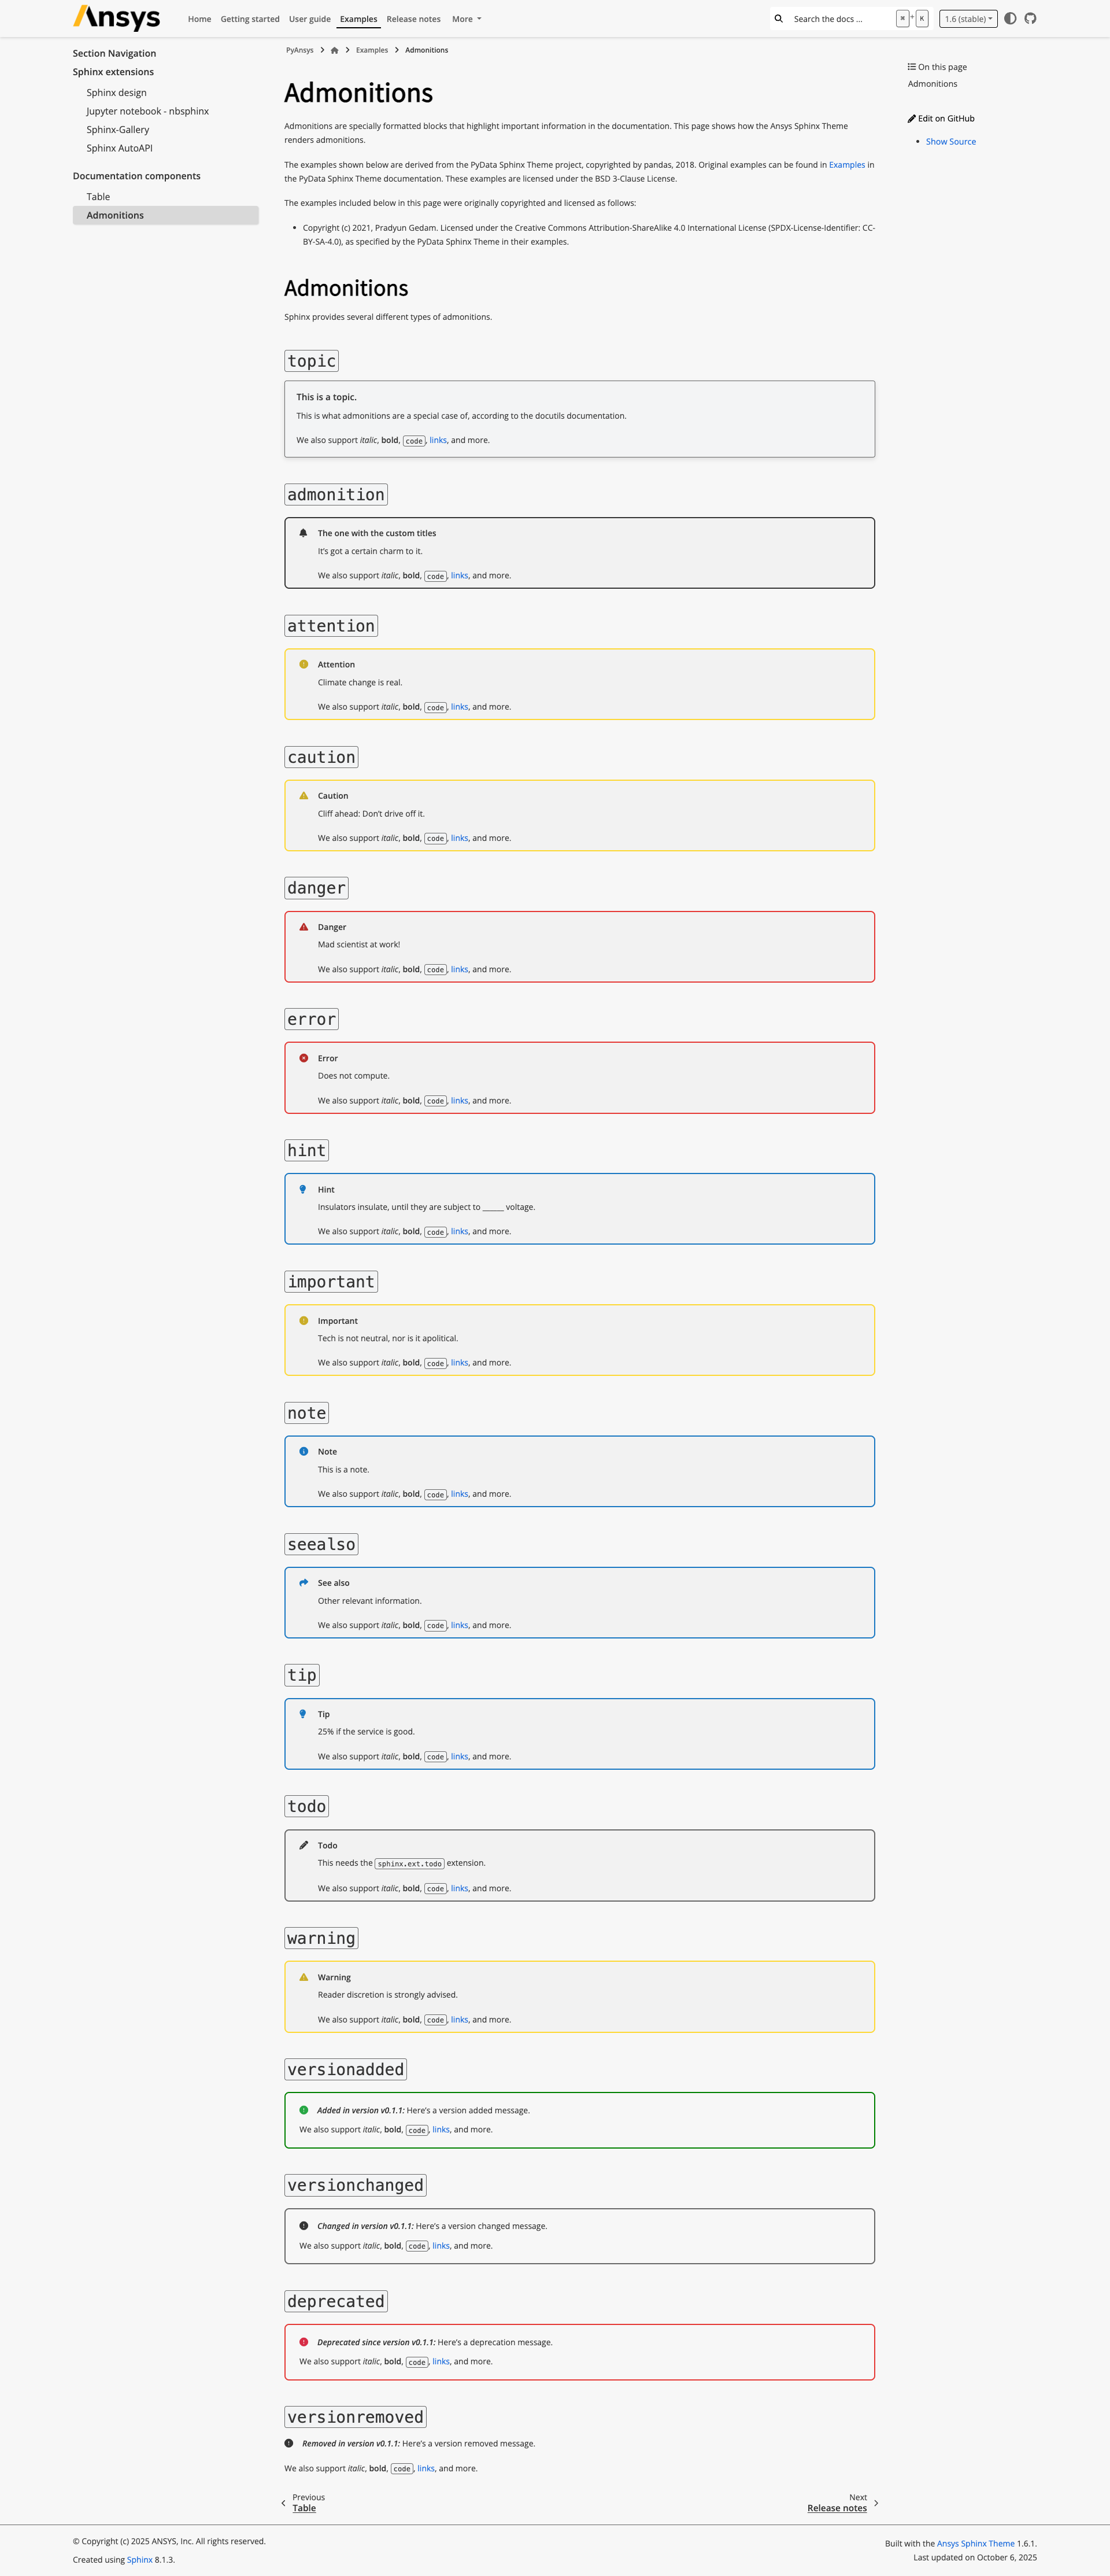 Ansys
Home Getting started User guide Examples Release notes More
Search the docs ... ⌘ + K
1.6 (stable)
Section Navigation
Sphinx extensions
Sphinx design
Jupyter notebook - nbsphinx
Sphinx-Gallery
Sphinx AutoAPI
Documentation components
Table
Admonitions
PyAnsys Examples Admonitions
Admonitions
Admonitions are specially formatted blocks that highlight important information in the documentation. This page shows how the Ansys Sphinx Theme
renders admonitions.
The examples shown below are derived from the PyData Sphinx Theme project, copyrighted by pandas, 2018. Original examples can be found in Examples in
the PyData Sphinx Theme documentation. These examples are licensed under the BSD 3-Clause License.
The examples included below in this page were originally copyrighted and licensed as follows:
• Copyright (c) 2021, Pradyun Gedam. Licensed under the Creative Commons Attribution-ShareAlike 4.0 International License (SPDX-License-Identifier: CC-
BY-SA-4.0), as specified by the PyData Sphinx Theme in their examples.
Admonitions
Sphinx provides several different types of admonitions.
topic
This is a topic.
This is what admonitions are a special case of, according to the docutils documentation.
We also support italic, bold, code, links, and more.
admonition
The one with the custom titles
It's got a certain charm to it.
We also support italic, bold, code, links, and more.
attention
Attention
Climate change is real.
We also support italic, bold, code, links, and more.
caution
Caution
Cliff ahead: Don't drive off it.
We also support italic, bold, code, links, and more.
danger
Danger
Mad scientist at work!
We also support italic, bold, code, links, and more.
error
Error
Does not compute.
We also support italic, bold, code, links, and more.
hint
Hint
Insulators insulate, until they are subject to ______ voltage.
We also support italic, bold, code, links, and more.
important
Important
Tech is not neutral, nor is it apolitical.
We also support italic, bold, code, links, and more.
note
Note
This is a note.
We also support italic, bold, code, links, and more.
seealso
See also
Other relevant information.
We also support italic, bold, code, links, and more.
tip
Tip
25% if the service is good.
We also support italic, bold, code, links, and more.
todo
Todo
This needs the sphinx.ext.todo extension.
We also support italic, bold, code, links, and more.
warning
Warning
Reader discretion is strongly advised.
We also support italic, bold, code, links, and more.
versionadded
Added in version v0.1.1: Here's a version added message.
We also support italic, bold, code, links, and more.
versionchanged
Changed in version v0.1.1: Here's a version changed message.
We also support italic, bold, code, links, and more.
deprecated
Deprecated since version v0.1.1: Here's a deprecation message.
We also support italic, bold, code, links, and more.
versionremoved
Removed in version v0.1.1: Here's a version removed message.
We also support italic, bold, code, links, and more.
Previous
Table
Next
Release notes
On this page
Admonitions
Edit on GitHub
• Show Source
© Copyright (c) 2025 ANSYS, Inc. All rights reserved.
Created using Sphinx 8.1.3.
Built with the Ansys Sphinx Theme 1.6.1.
Last updated on October 6, 2025